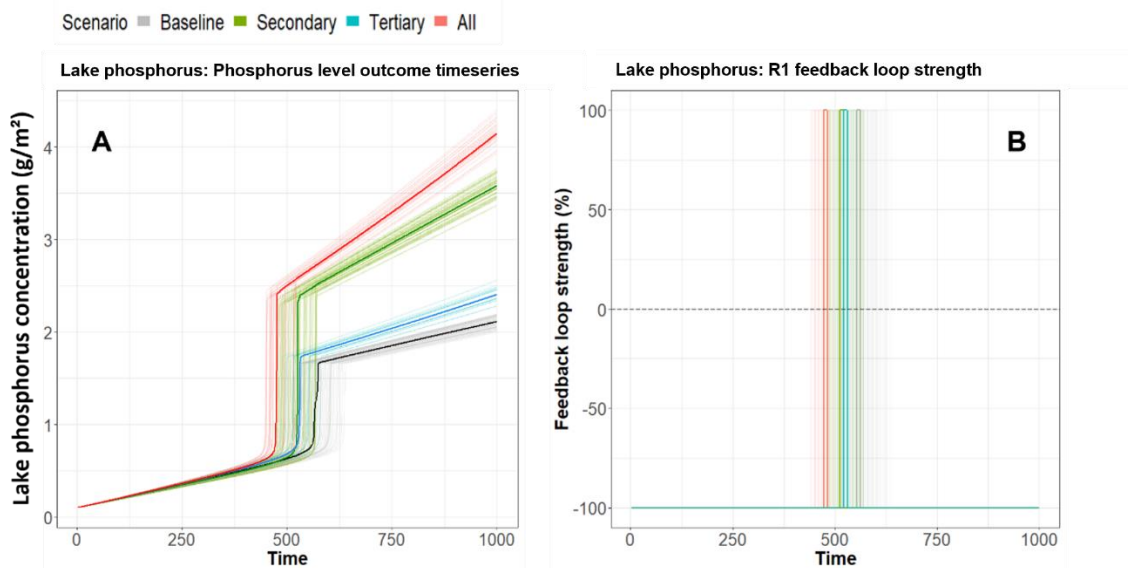 Scenario Baseline Secondary Tertiary All
Lake phosphorus: Phosphorus level outcome timeseries
Lake phosphorus concentration (g/m²)
A
4
3
2
1
0
0 250 500 750 1000
Time
Lake phosphorus: R1 feedback loop strength
Feedback loop strength (%)
B
100
50
0
-50
-100
0 250 500 750 1000
Time